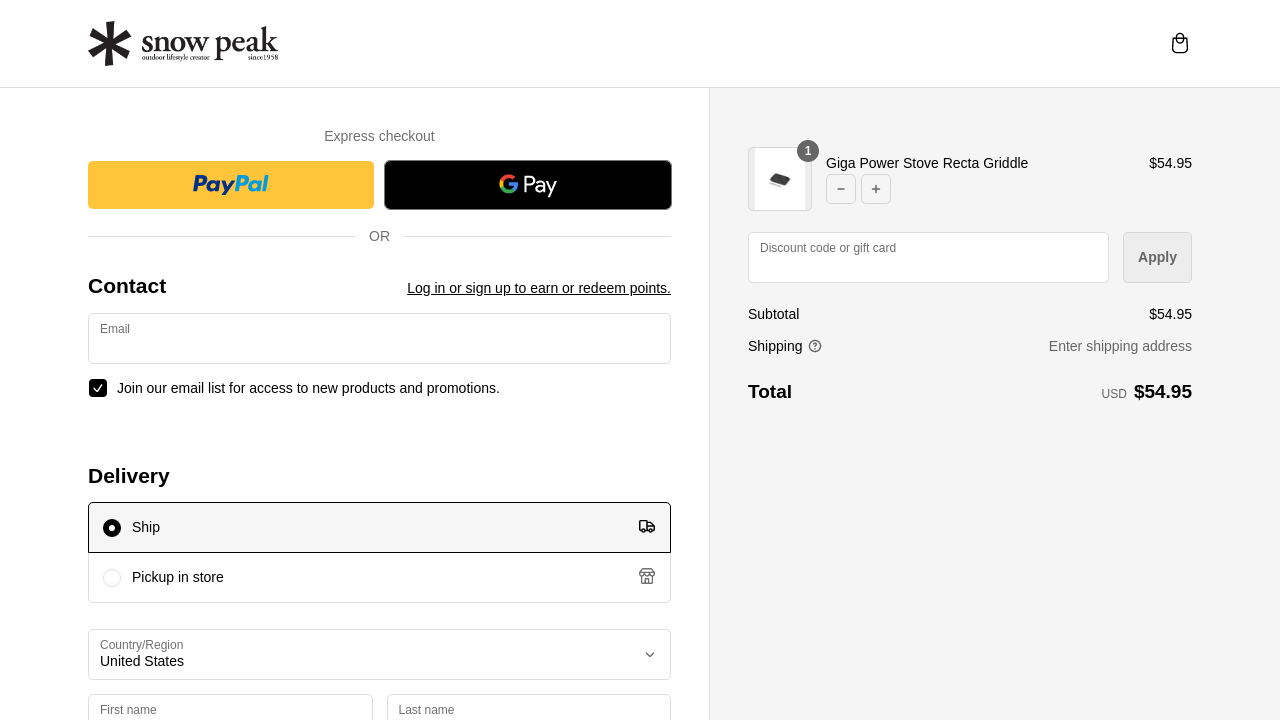 snow peak
outdoor lifestyle creator since1958
Express checkout
PayPal
G Pay
OR
Contact
Log in or sign up to earn or redeem points.
Email
Join our email list for access to new products and promotions.
Delivery
Ship
Pickup in store
Country/Region
United States
First name
Last name
1
Giga Power Stove Recta Griddle
$54.95
Discount code or gift card
Apply
Subtotal
$54.95
Shipping
Enter shipping address
Total
USD $54.95